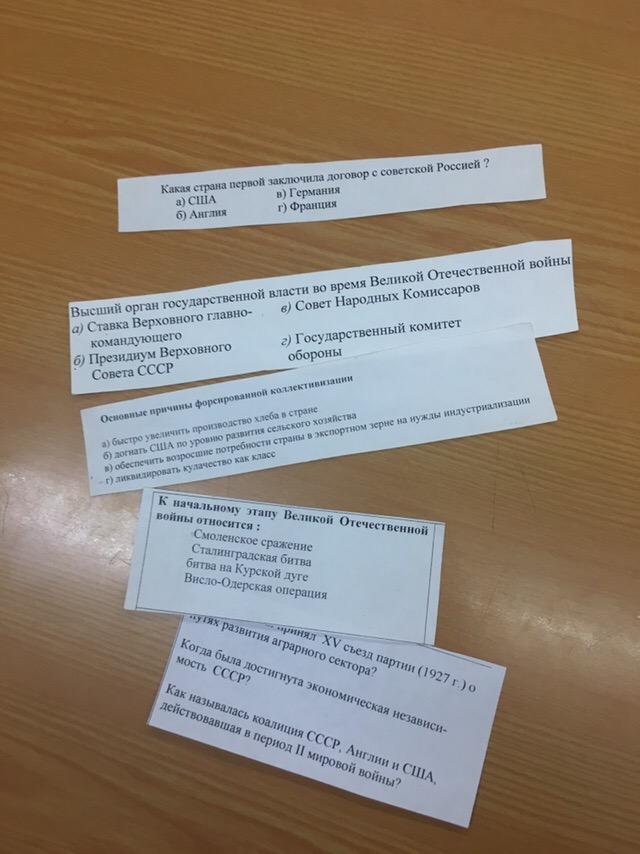 Какая страна первой заключила договор с советской Россией ?
а) США в) Германия
б) Англия г) Франция
Высший орган государственной власти во время Великой Отечественной войны
а) Ставка Верховного главно- в) Совет Народных Комиссаров
командующего
б) Президиум Верховного г) Государственный комитет
Совета СССР обороны
Основные причины форсированной коллективизации
а) быстро увеличить производство хлеба в стране
б) догнать США по уровню развития сельского хозяйства
в) обеспечить возросшие потребности страны в экспортном зерне на нужды индустриализации
г) ликвидировать кулачество как класс
К начальному этапу Великой Отечественной
войны относится :
Смоленское сражение
Сталинградская битва
битва на Курской дуге
Висло-Одерская операция
принял XV съезд партии (1927 г.) о
путях развития аграрного сектора?
Когда была достигнута экономическая независи-
мость СССР?
Как называлась коалиция СССР, Англии и США,
действовавшая в период II мировой войны?